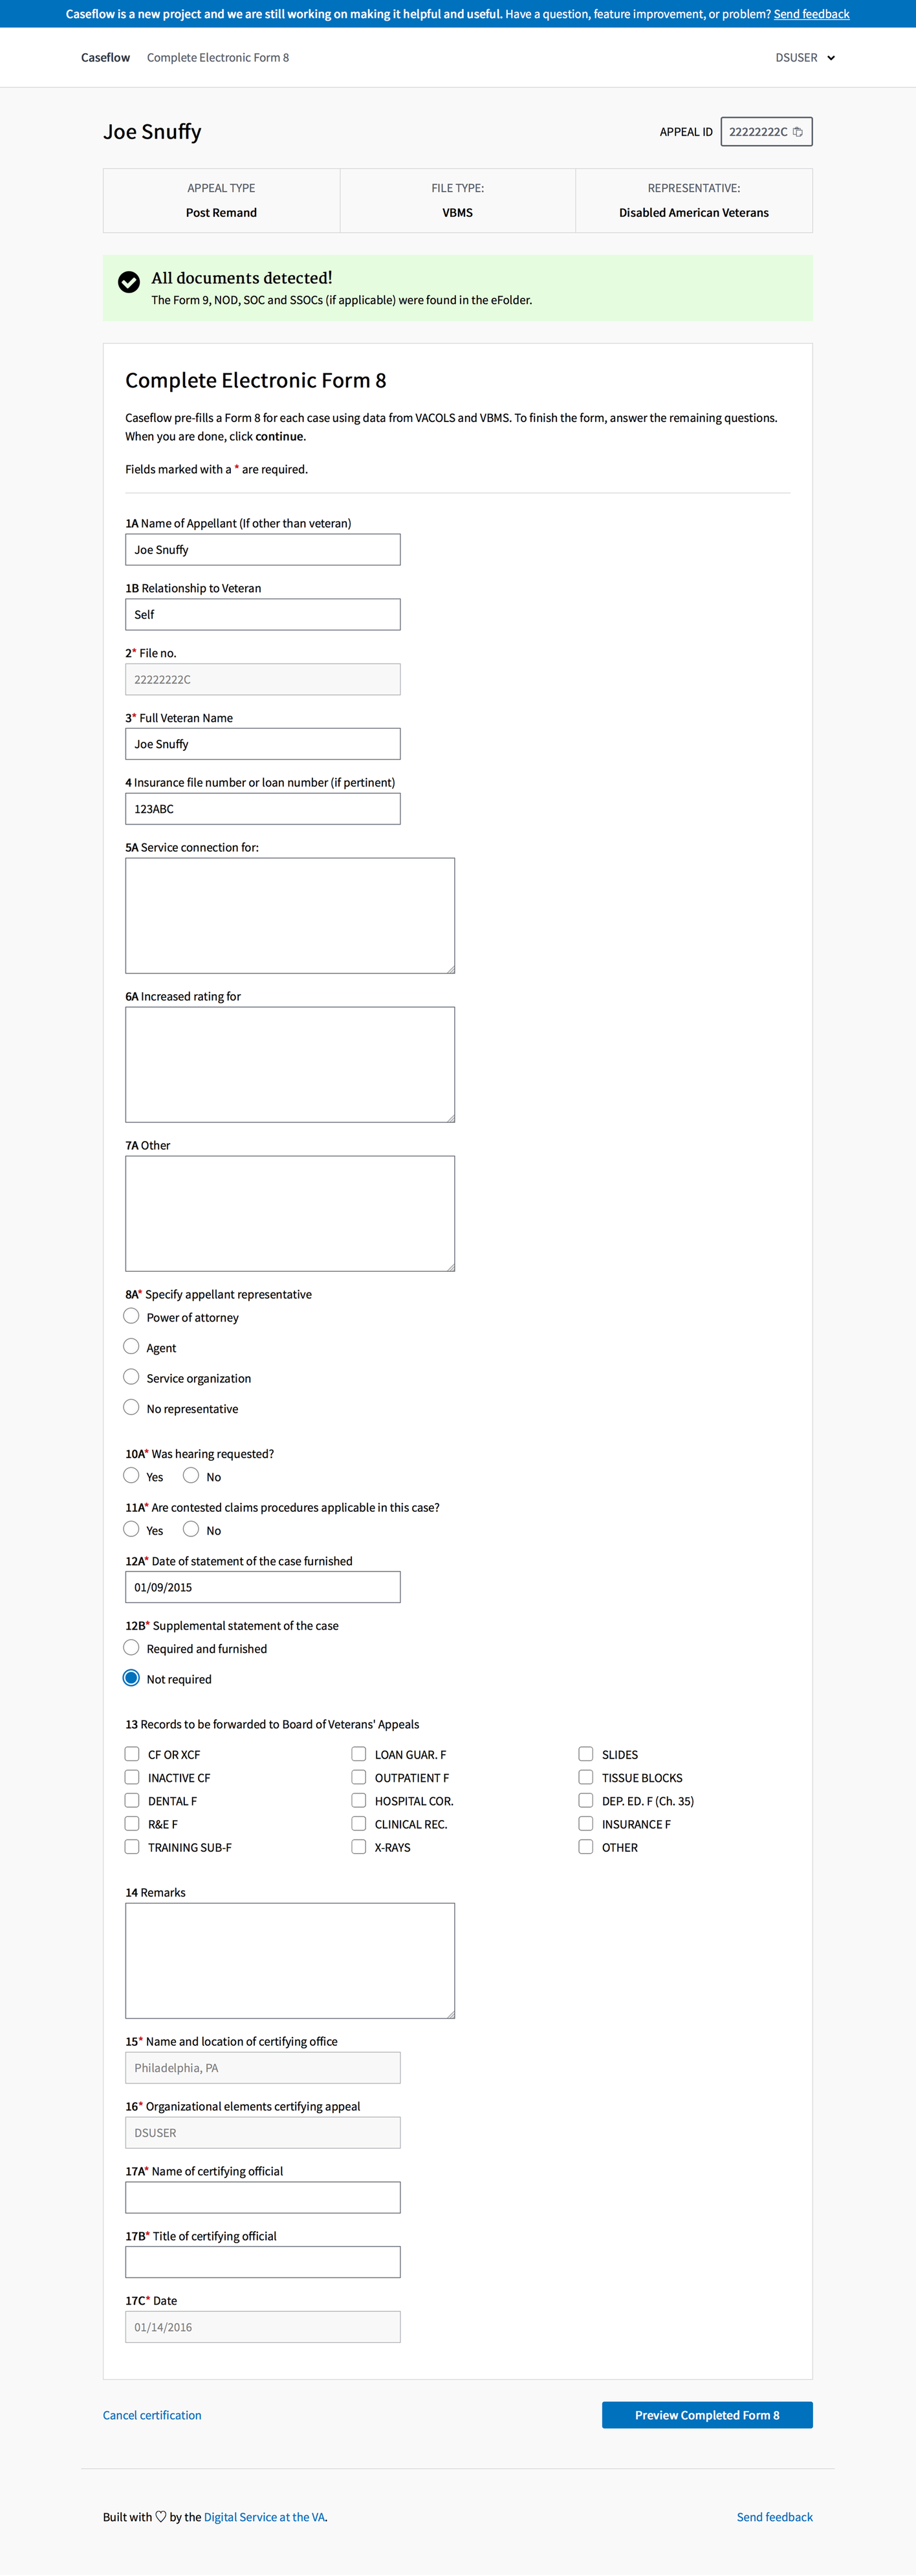 Caseflow is a new project and we are still working on making it helpful and useful. Have a question, feature improvement, or problem? Send feedback
Caseflow Complete Electronic Form 8 DSUSER
Joe Snuffy APPEAL ID 22222222C
APPEAL TYPE FILE TYPE: REPRESENTATIVE:
Post Remand VBMS Disabled American Veterans
All documents detected!
The Form 9, NOD, SOC and SSOCs (if applicable) were found in the eFolder.
Complete Electronic Form 8
Caseflow pre-fills a Form 8 for each case using data from VACOLS and VBMS. To finish the form, answer the remaining questions.
When you are done, click continue.
Fields marked with a * are required.
1A Name of Appellant (If other than veteran)
Joe Snuffy
1B Relationship to Veteran
Self
2* File no.
22222222C
3* Full Veteran Name
Joe Snuffy
4 Insurance file number or loan number (if pertinent)
123ABC
5A Service connection for:
6A Increased rating for
7A Other
8A* Specify appellant representative
Power of attorney
Agent
Service organization
No representative
10A* Was hearing requested?
Yes No
11A* Are contested claims procedures applicable in this case?
Yes No
12A* Date of statement of the case furnished
01/09/2015
12B* Supplemental statement of the case
Required and furnished
Not required
13 Records to be forwarded to Board of Veterans' Appeals
CF OR XCF LOAN GUAR. F SLIDES
INACTIVE CF OUTPATIENT F TISSUE BLOCKS
DENTAL F HOSPITAL COR. DEP. ED. F (Ch. 35)
R&E F CLINICAL REC. INSURANCE F
TRAINING SUB-F X-RAYS OTHER
14 Remarks
15* Name and location of certifying office
Philadelphia, PA
16* Organizational elements certifying appeal
DSUSER
17A* Name of certifying official
17B* Title of certifying official
17C* Date
01/14/2016
Cancel certification Preview Completed Form 8
Built with ♡ by the Digital Service at the VA. Send feedback